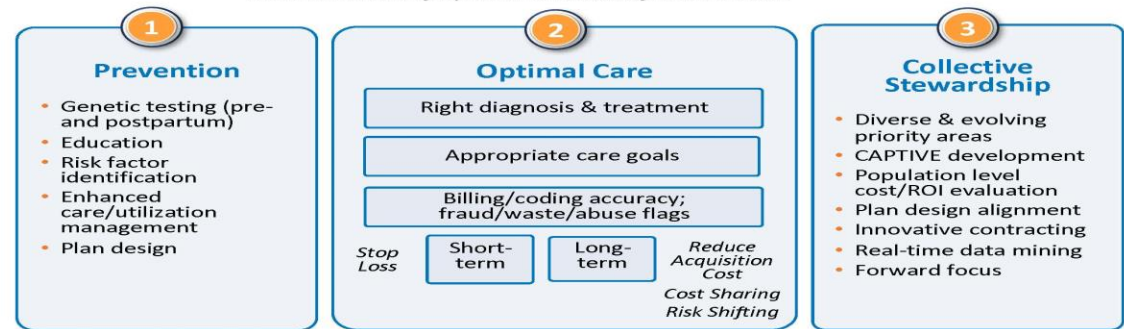 1
Prevention
• Genetic testing (pre-
and postpartum)
• Education
• Risk factor
identification
• Enhanced
care/utilization
management
• Plan design
2
Optimal Care
Right diagnosis & treatment
Appropriate care goals
Billing/coding accuracy;
fraud/waste/abuse flags
Stop
Loss
Short-
term
Long-
term
Reduce
Acquisition
Cost
Cost Sharing
Risk Shifting
3
Collective
Stewardship
• Diverse & evolving
priority areas
• CAPTIVE development
• Population level
cost/ROI evaluation
• Plan design alignment
• Innovative contracting
• Real-time data mining
• Forward focus